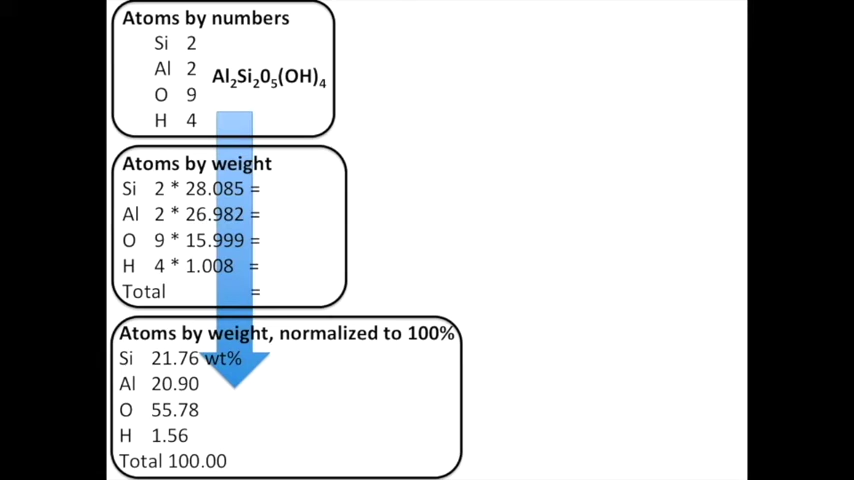 Atoms by numbers
Si 2
Al 2
Al₂Si₂0₅(OH)₄
O 9
H 4
Atoms by weight
Si 2 * 28.085 =
Al 2 * 26.982 =
O 9 * 15.999 =
H 4 * 1.008 =
Total =
Atoms by weight, normalized to 100%
Si 21.76 wt%
Al 20.90
O 55.78
H 1.56
Total 100.00